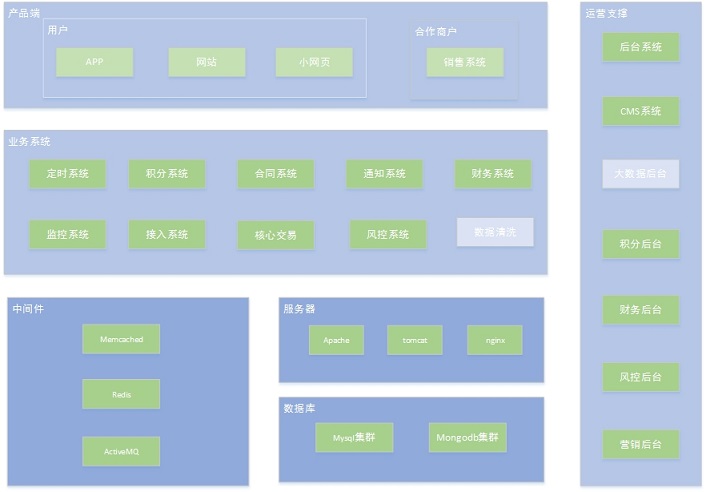 产品端
用户
APP
网站
小网页
合作商户
销售系统
业务系统
定时系统
积分系统
合同系统
通知系统
财务系统
监控系统
接入系统
核心交易
风控系统
数据清洗
中间件
Memcached
Redis
ActiveMQ
服务器
Apache
tomcat
nginx
数据库
Mysql集群
Mongodb集群
运营支撑
后台系统
CMS系统
大数据后台
积分后台
财务后台
风控后台
营销后台